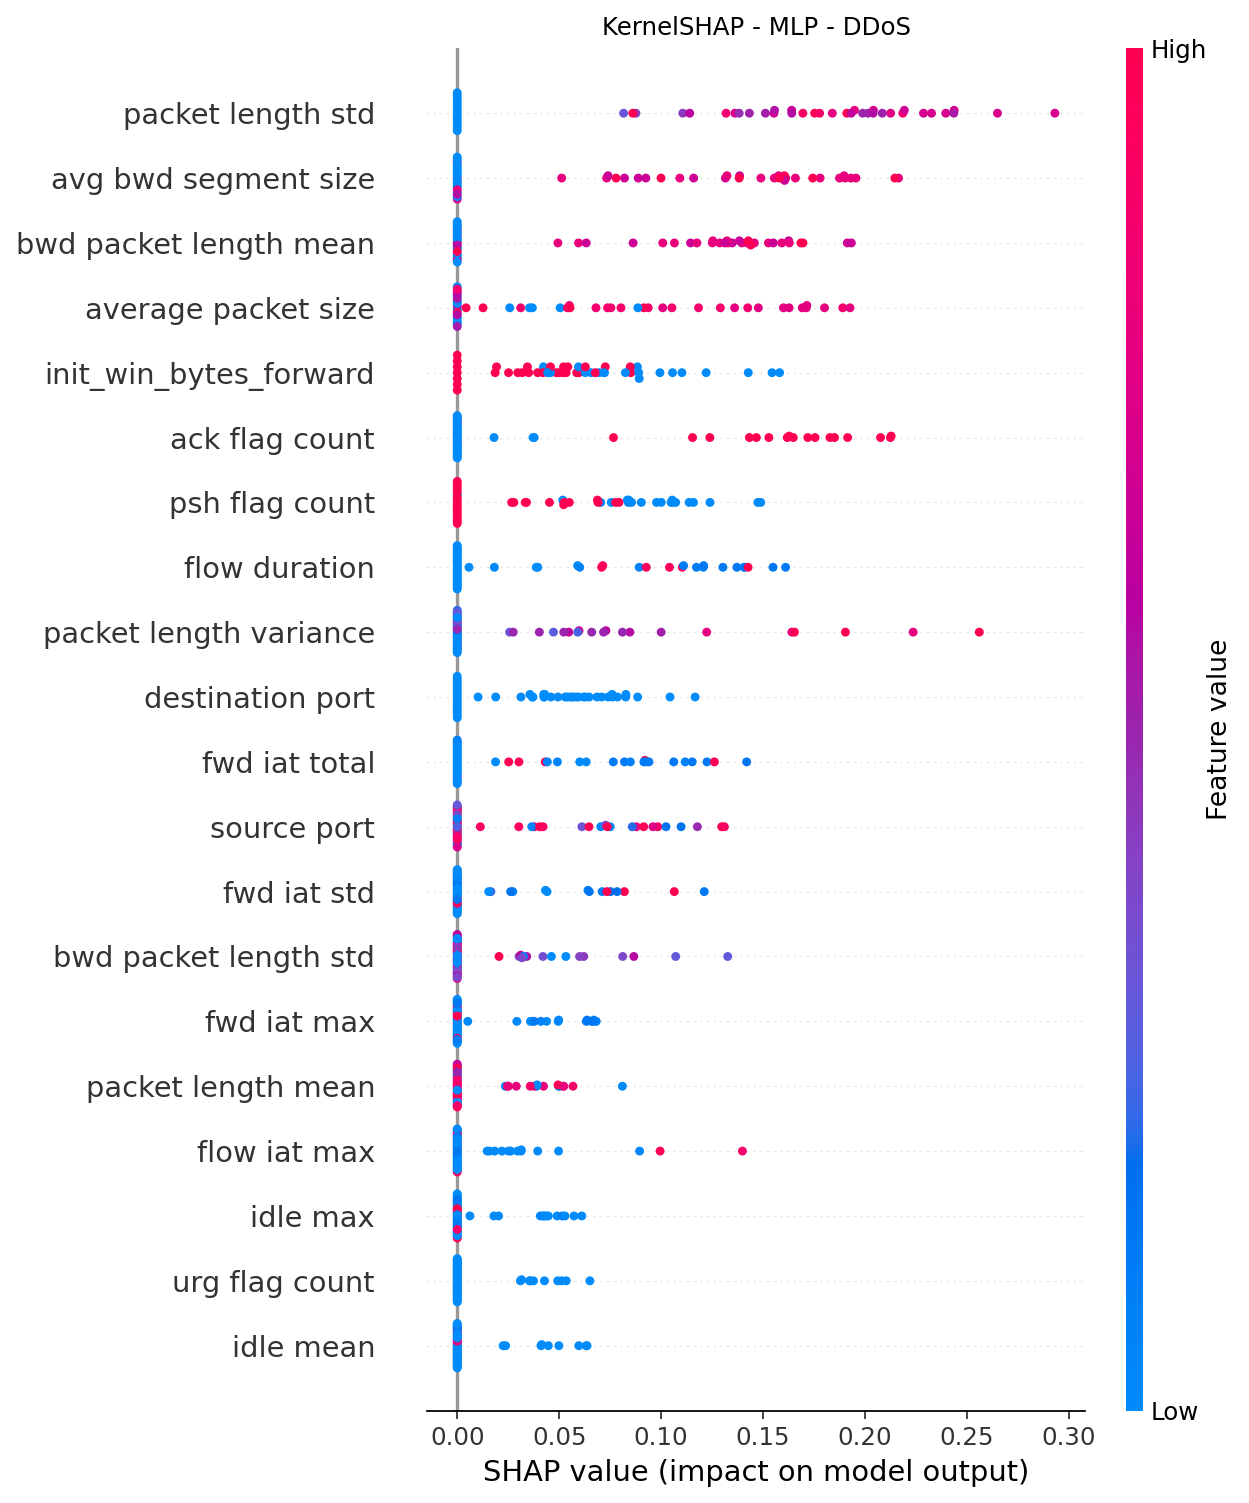 KernelSHAP - MLP - DDoS
High
packet length std
avg bwd segment size
bwd packet length mean
average packet size
init_win_bytes_forward
ack flag count
psh flag count
flow duration
packet length variance
destination port
fwd iat total
source port
fwd iat std
bwd packet length std
fwd iat max
packet length mean
flow iat max
idle max
urg flag count
idle mean
Feature value
Low
0.00 0.05 0.10 0.15 0.20 0.25 0.30
SHAP value (impact on model output)